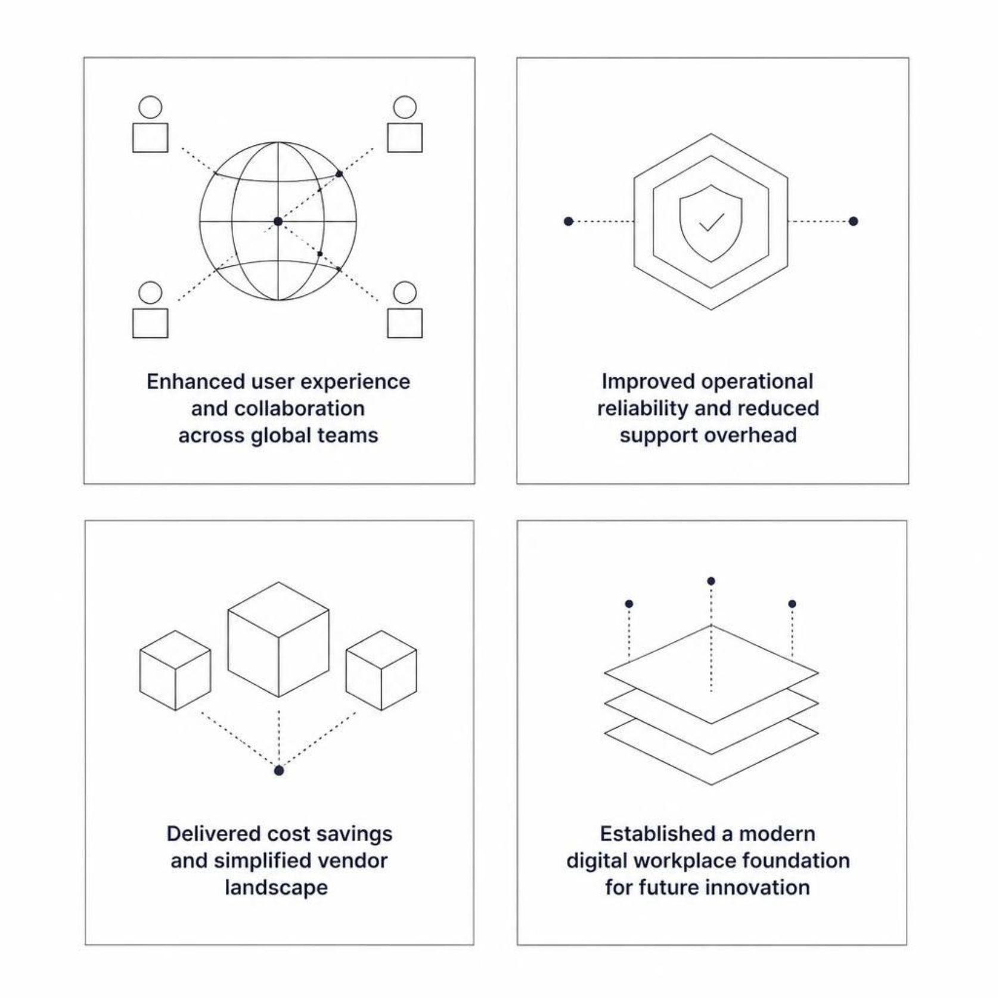 Enhanced user experience
and collaboration
across global teams
Improved operational
reliability and reduced
support overhead
Delivered cost savings
and simplified vendor
landscape
Established a modern
digital workplace foundation
for future innovation